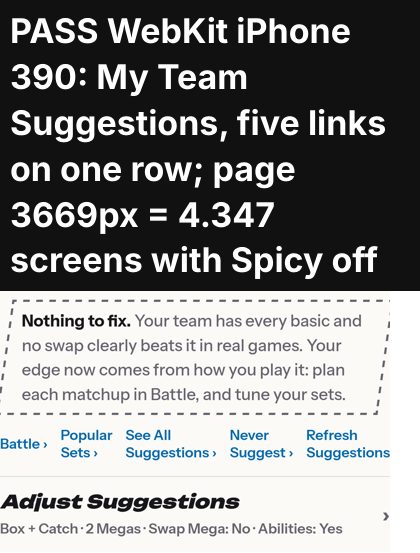 PASS WebKit iPhone
390: My Team
Suggestions, five links
on one row; page
3669px = 4.347
screens with Spicy off
Nothing to fix. Your team has every basic and
no swap clearly beats it in real games. Your
edge now comes from how you play it: plan
each matchup in Battle, and tune your sets.
Battle ›
Popular
Sets ›
See All
Suggestions ›
Never
Suggest ›
Refresh
Suggestions
Adjust Suggestions
›
Box + Catch · 2 Megas · Swap Mega: No · Abilities: Yes